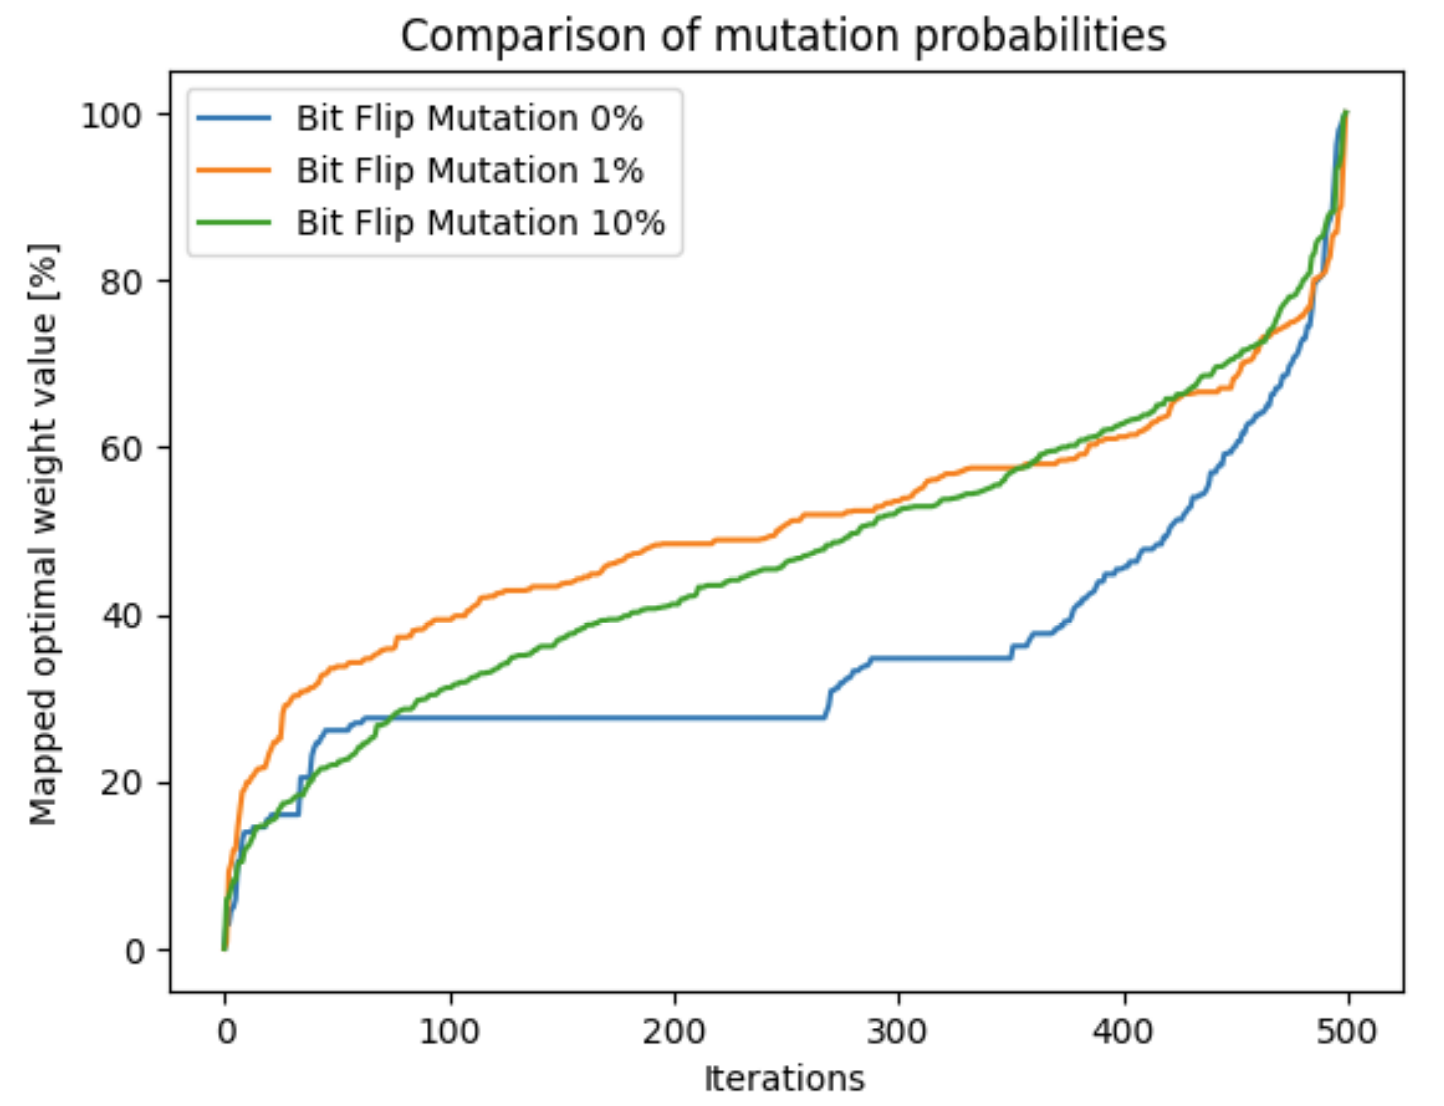 Comparison of mutation probabilities
Bit Flip Mutation 0%
Bit Flip Mutation 1%
Bit Flip Mutation 10%
Mapped optimal weight value [%]
100
80
60
40
20
0
0 100 200 300 400 500
Iterations